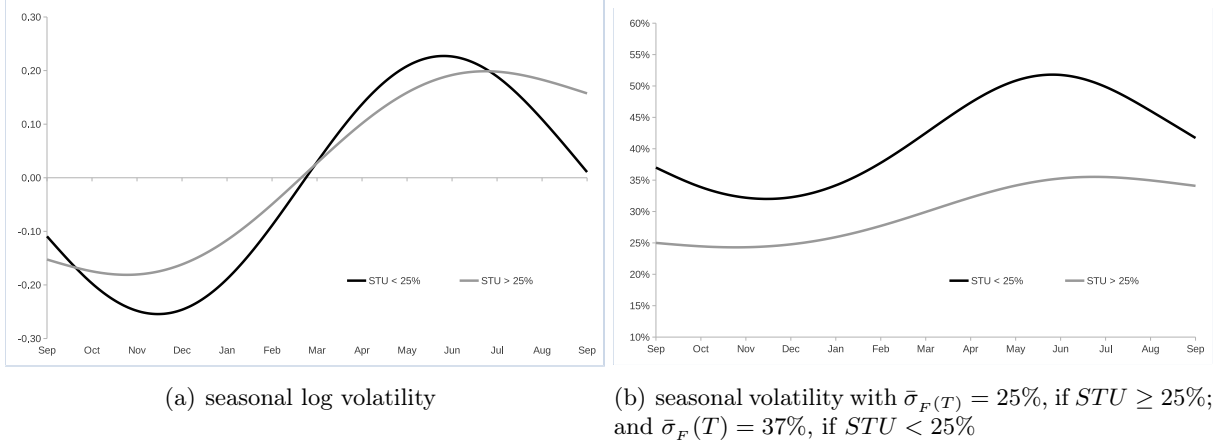 0.30
0,20
0.10
0,00
-0.10
-0.20
-0,30
Sep Oct Nov Dec Jan Feb Mar Apr May Jun Jul Aug Sep
STU < 25% STU > 25%
(a) seasonal log volatility
60%
55%
50%
45%
40%
35%
30%
25%
20%
15%
10%
Sep Oct Nov Dec Jan Feb Mar Apr May Jun Jul Aug Sep
STU < 25% STU > 25%
(b) seasonal volatility with σ̄_F(T) = 25%, if STU ≥ 25%;
and σ̄_F(T) = 37%, if STU < 25%